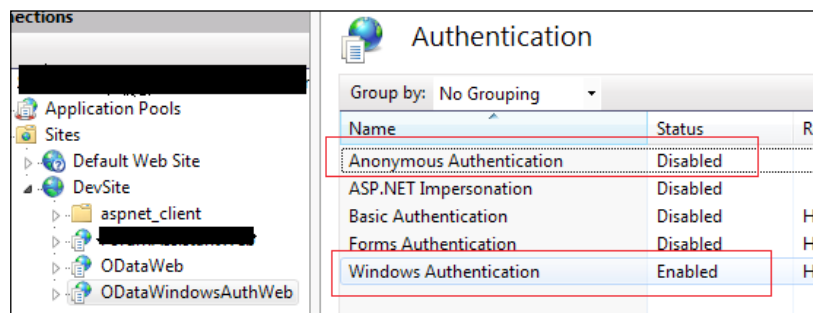 Authentication
Application Pools
Sites
Default Web Site
DevSite
aspnet_client
ODataWeb
ODataWindowsAuthWeb
Group by: No Grouping
Name Status
Anonymous Authentication Disabled
ASP.NET Impersonation Disabled
Basic Authentication Disabled
Forms Authentication Disabled
Windows Authentication Enabled